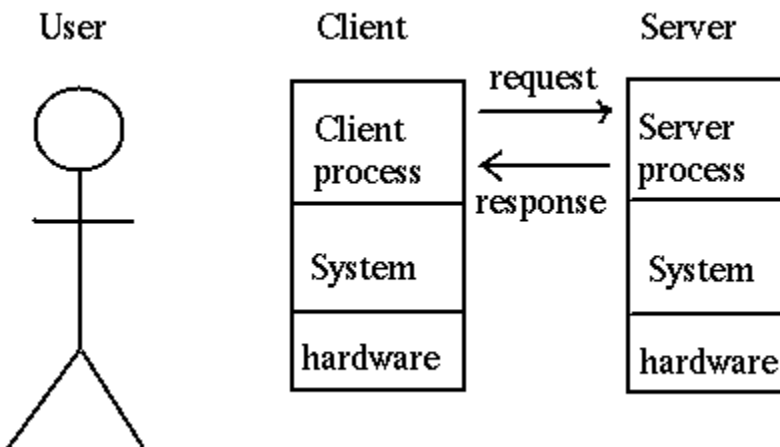 User
Client
Server
request
Client
process
Server
process
response
System
System
hardware
hardware